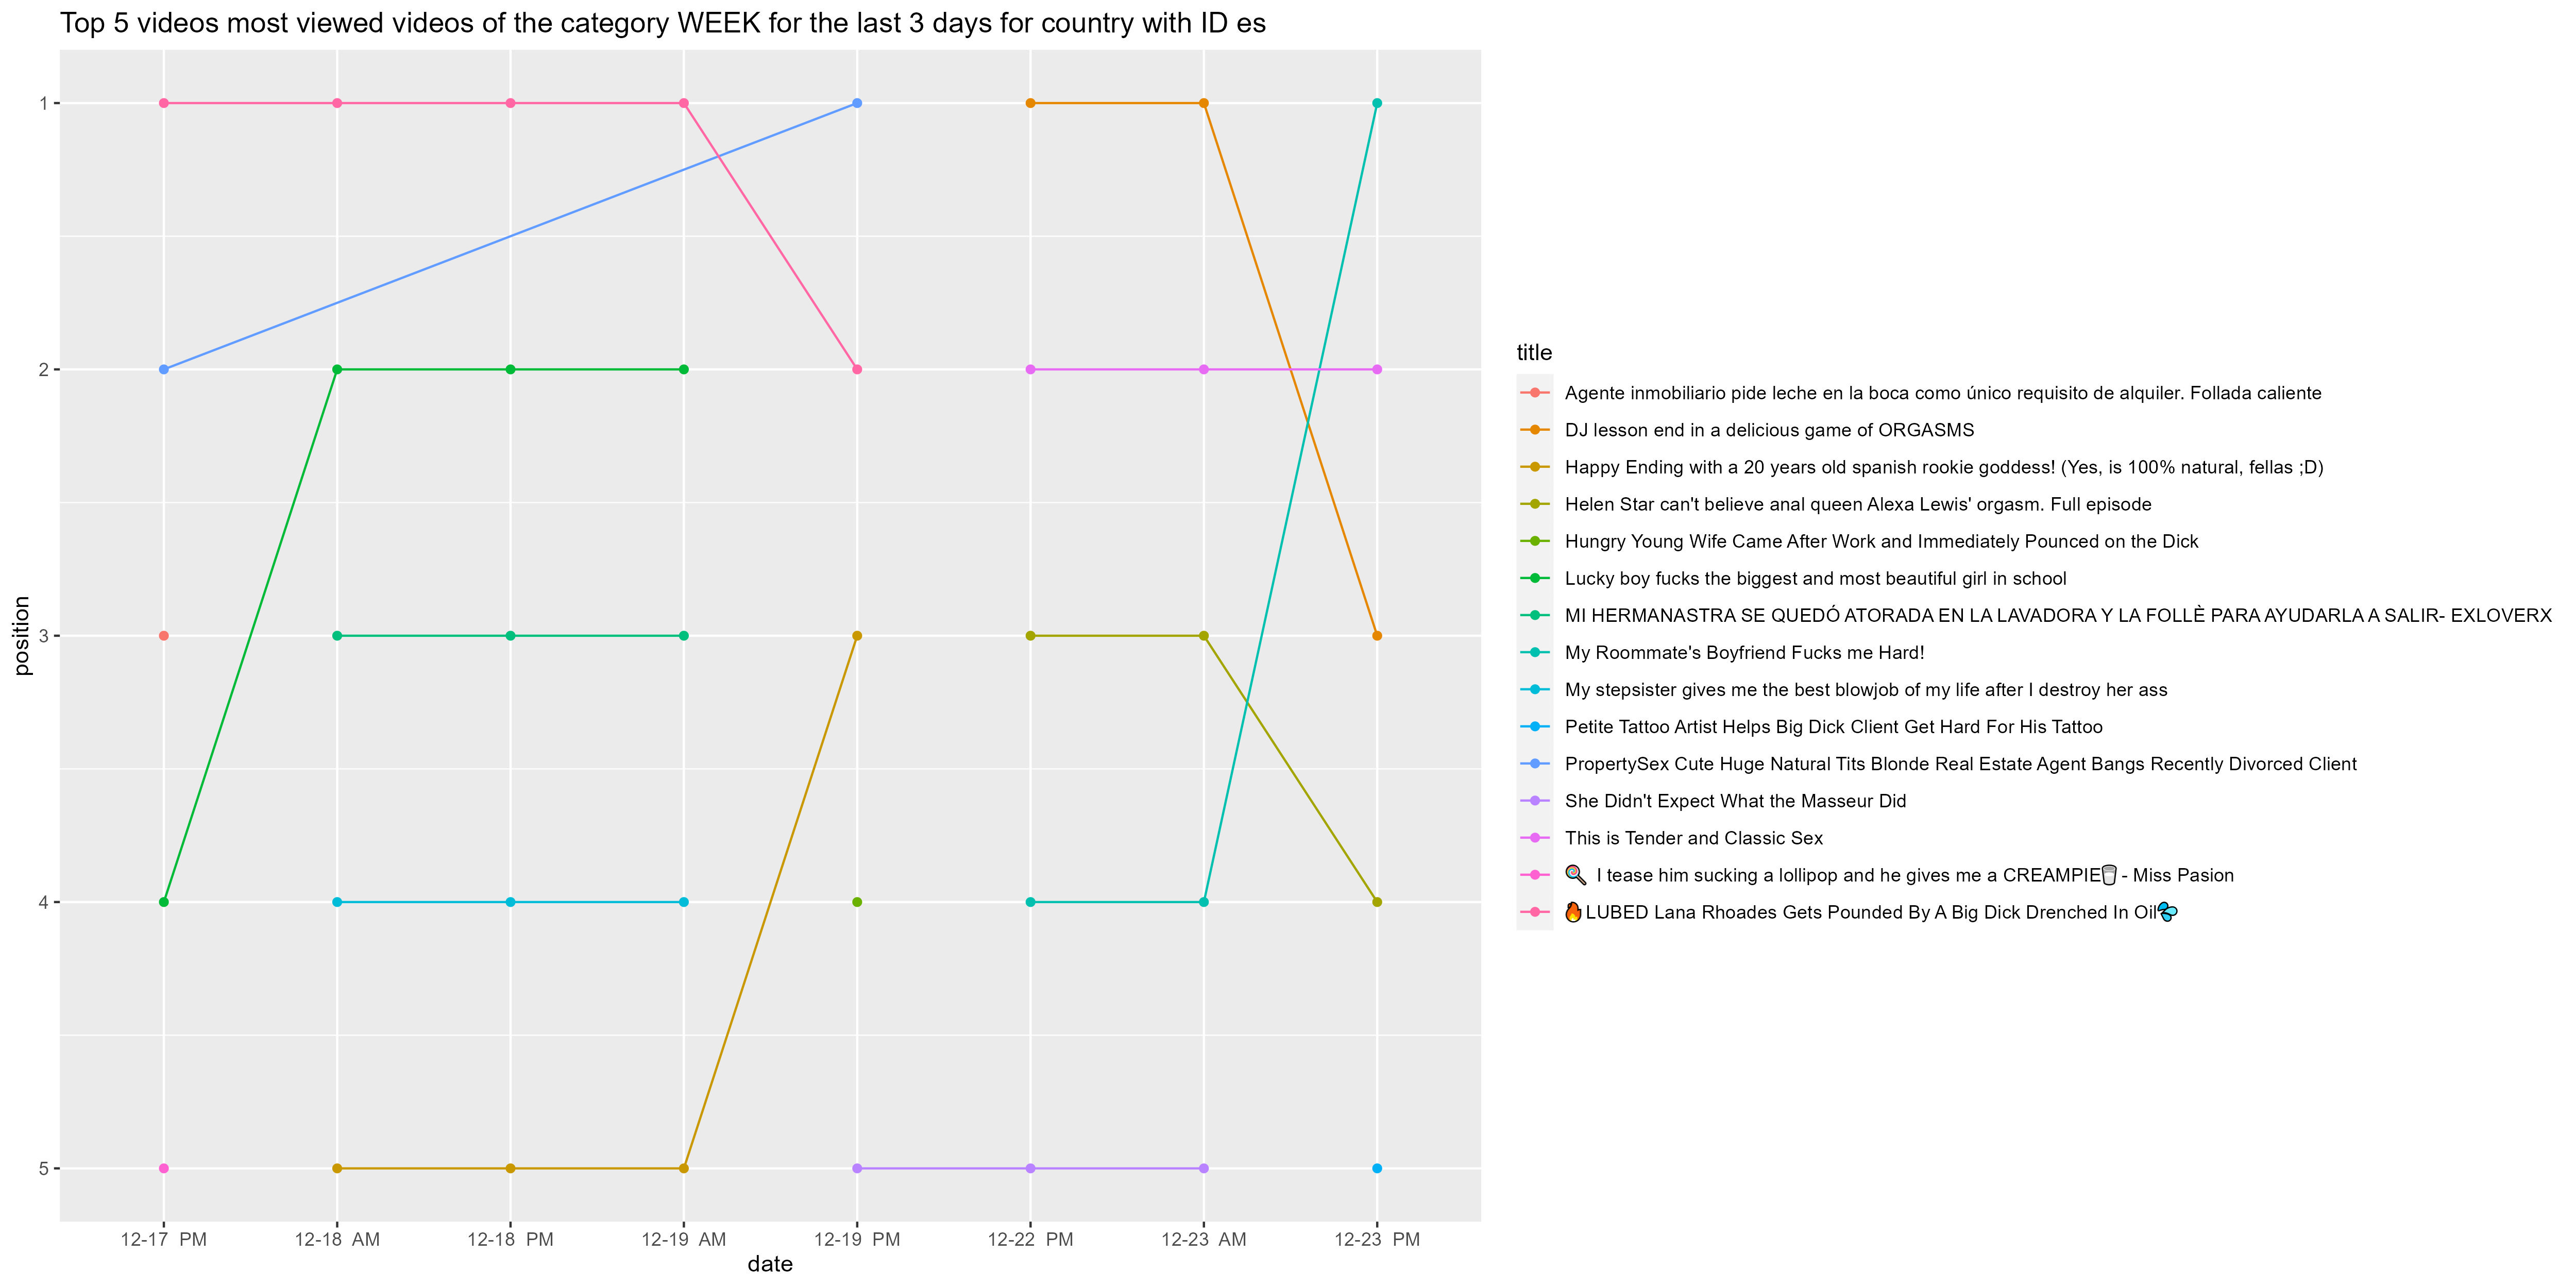 Top 5 videos most viewed videos of the category WEEK for the last 3 days for country with ID es
position
1
2
3
4
5
12-17 PM
12-18 AM
12-18 PM
12-19 AM
12-19 PM
12-22 PM
12-23 AM
12-23 PM
date
title
Agente inmobiliario pide leche en la boca como único requisito de alquiler. Follada caliente
DJ lesson end in a delicious game of ORGASMS
Happy Ending with a 20 years old spanish rookie goddess! (Yes, is 100% natural, fellas ;D)
Helen Star can't believe anal queen Alexa Lewis' orgasm. Full episode
Hungry Young Wife Came After Work and Immediately Pounced on the Dick
Lucky boy fucks the biggest and most beautiful girl in school
MI HERMANASTRA SE QUEDÓ ATORADA EN LA LAVADORA Y LA FOLLÈ PARA AYUDARLA A SALIR- EXLOVERX
My Roommate's Boyfriend Fucks me Hard!
My stepsister gives me the best blowjob of my life after I destroy her ass
Petite Tattoo Artist Helps Big Dick Client Get Hard For His Tattoo
PropertySex Cute Huge Natural Tits Blonde Real Estate Agent Bangs Recently Divorced Client
She Didn't Expect What the Masseur Did
This is Tender and Classic Sex
🍭 I tease him sucking a lollipop and he gives me a CREAMPIE🥛- Miss Pasion
🔥LUBED Lana Rhoades Gets Pounded By A Big Dick Drenched In Oil💦